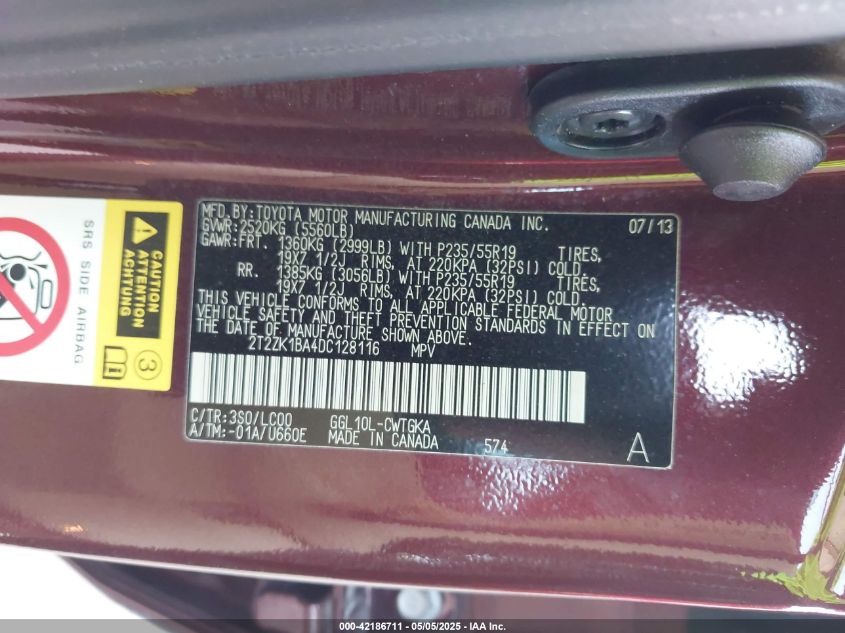 MFD.BY:TOYOTA MOTOR MANUFACTURING CANADA INC. 07/13
GVWR:2520KG (5560LB)
GAWR:FRT. 1360KG (2999LB) WITH P235/55R19 TIRES,
19X7 1/2J RIMS, AT 220KPA (32PSI) COLD.
RR. 1385KG (3056LB) WITH P235/55R19 TIRES,
19X7 1/2J RIMS, AT 220KPA (32PSI) COLD.
THIS VEHICLE CONFORMS TO ALL APPLICABLE FEDERAL MOTOR
VEHICLE SAFETY AND THEFT PREVENTION STANDARDS IN EFFECT ON
THE DATE OF MANUFACTURE SHOWN ABOVE.
2T2ZK1BA4DC128116 MPV
C/TR:3S0/LC00 GGL10L-CWTGKA
A/TM:-01A/U660E MADE IN CANADA 574 A
SRS SIDE AIRBAG
CAUTION
ATTENTION
ACHTUNG
3
000-42186711 - 05/05/2025 - IAA Inc.